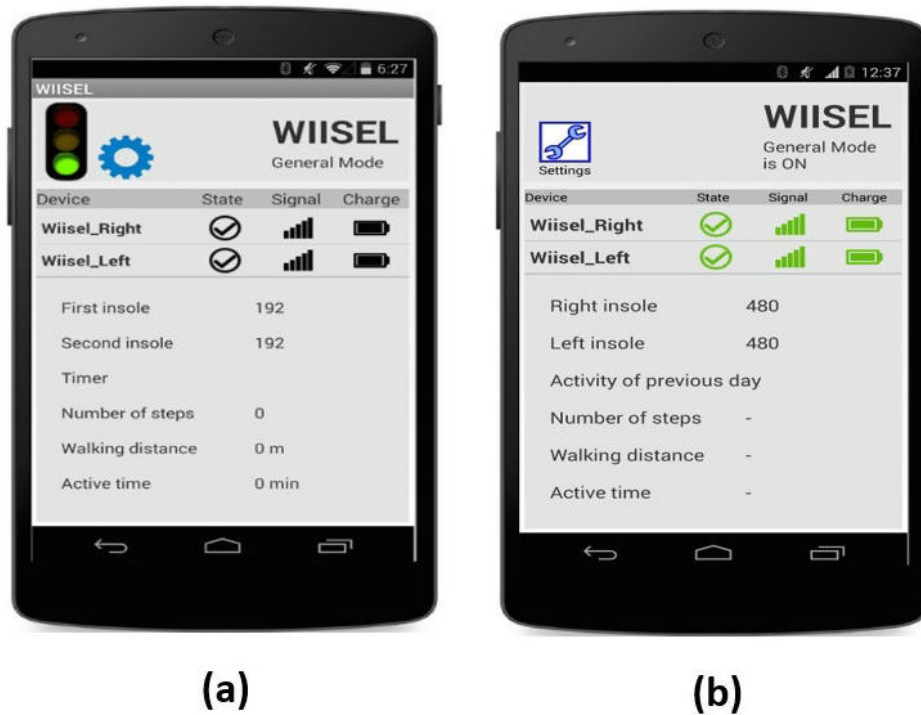 6:27
WIISEL
WIISEL
General Mode
Device State Signal Charge
Wiisel_Right
Wiisel_Left
First insole 192
Second insole 192
Timer
Number of steps 0
Walking distance 0 m
Active time 0 min
(a)
12:37
WIISEL
General Mode
is ON
Settings
Device State Signal Charge
Wiisel_Right
Wiisel_Left
Right insole 480
Left insole 480
Activity of previous day
Number of steps -
Walking distance -
Active time -
(b)